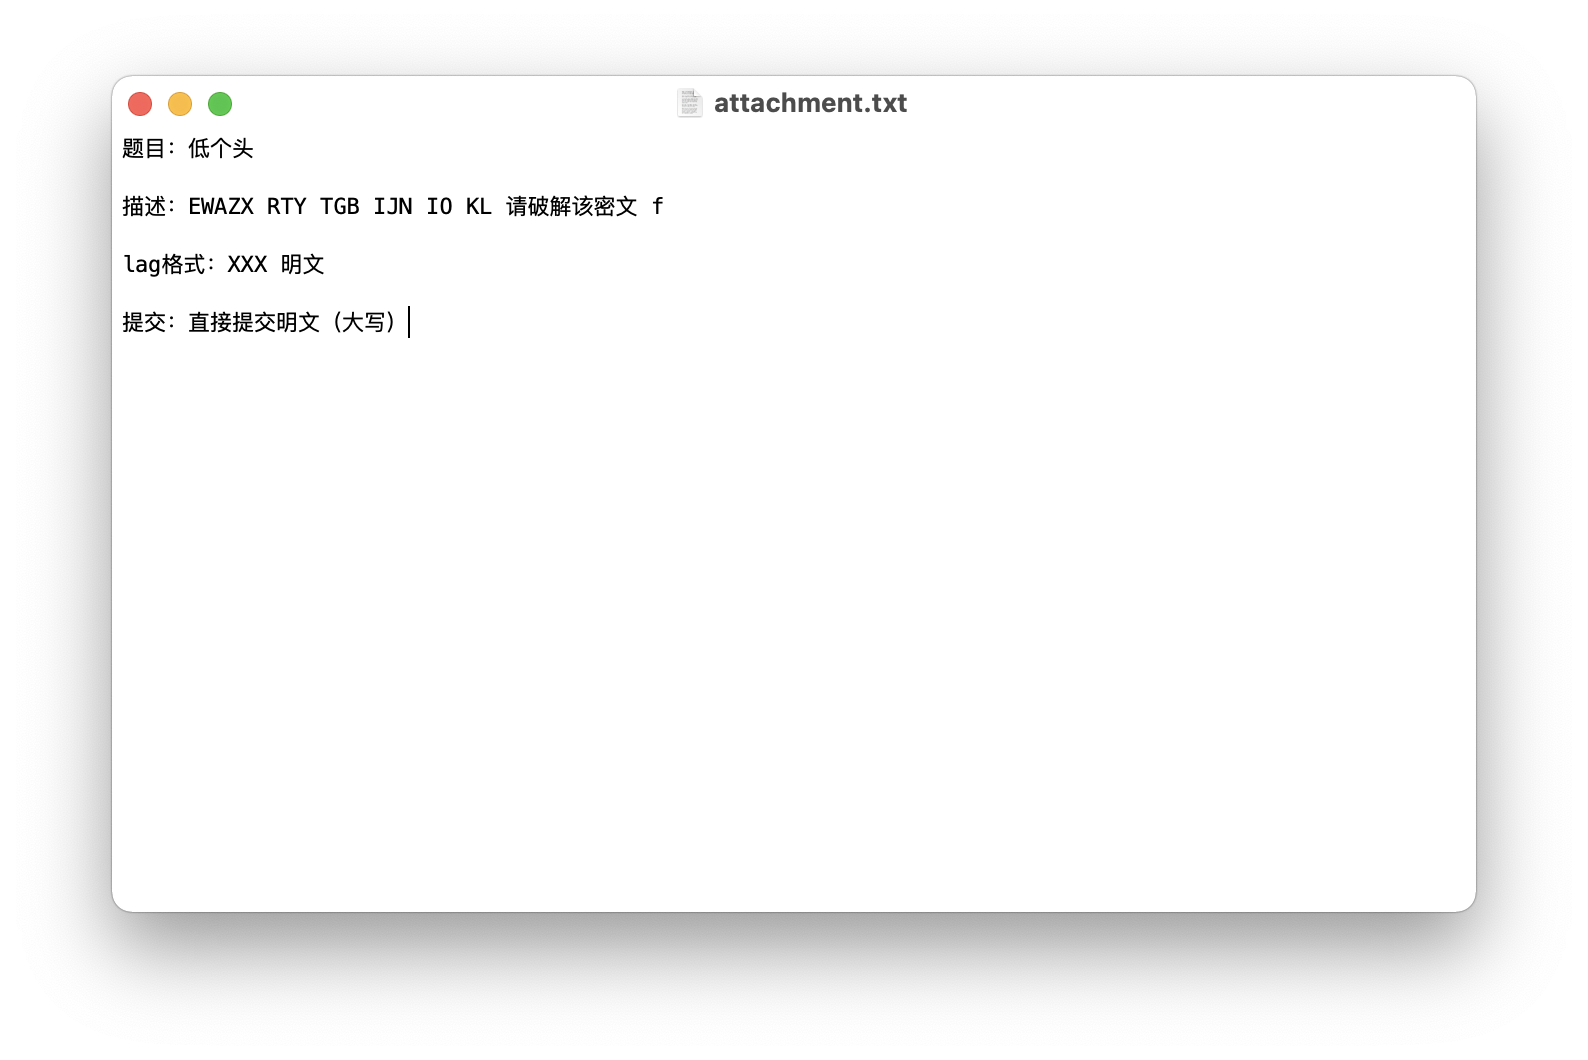 attachment.txt
题目：低个头
描述：EWAZX RTY TGB IJN IO KL 请破解该密文 f
lag格式：XXX 明文
提交：直接提交明文（大写）